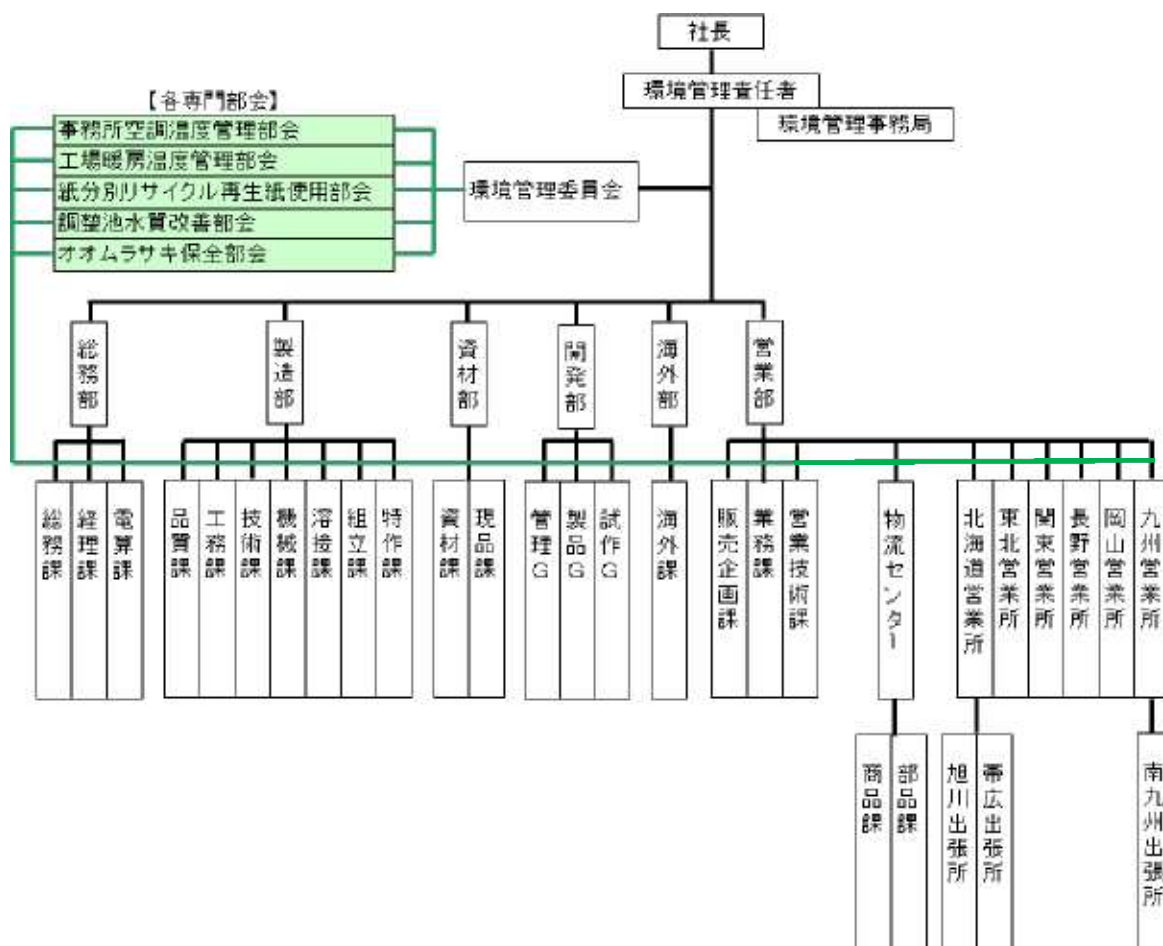 社長
環境管理責任者
環境管理事務局
【各専門部会】
事務所空調温度管理部会
工場暖房温度管理部会
紙分別リサイクル再生紙使用部会
調整池水質改善部会
オオムラサキ保全部会
環境管理委員会
総務部
製造部
資材部
開発部
海外部
営業部
総務課
経理課
電算課
品質課
工務課
技術課
機械課
溶接課
組立課
特作課
資材課
現品課
管理G
製品G
試作G
海外課
販売企画課
業務課
営業技術課
物流センター
北海道営業所
東北営業所
関東営業所
長野営業所
岡山営業所
九州営業所
商品課
部品課
旭川出張所
帯広出張所
南九州出張所